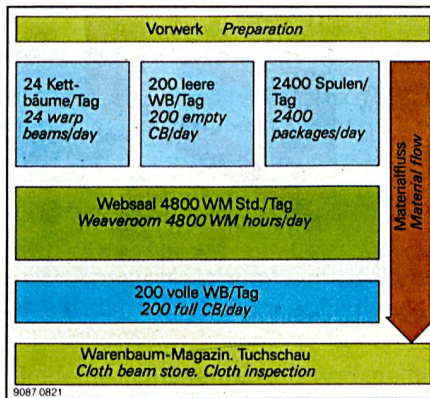 Vorwerk Preparation
24 Kett-
bäume/Tag
24 warp
beams/day
200 leere
WB/Tag
200 empty
CB/day
2400 Spulen/
Tag
2400
packages/day
Materialfluss
Material flow
Websaal 4800 WM Std./Tag
Weaveroom 4800 WM hours/day
200 volle WB/Tag
200 full CB/day
Warenbaum-Magazin. Tuchschau
Cloth beam store. Cloth inspection
9087 0821